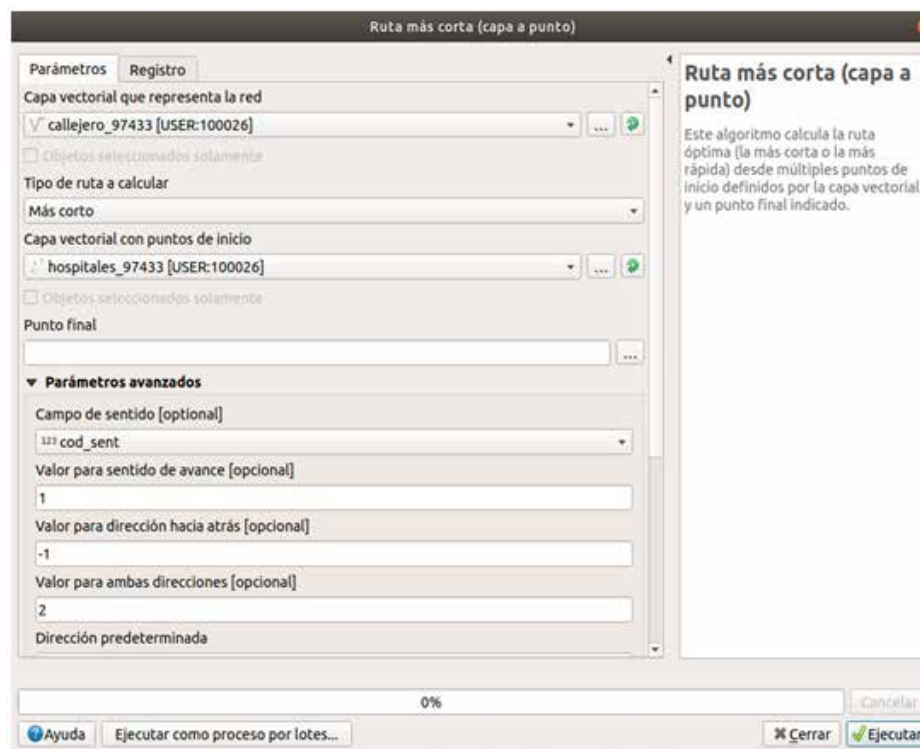 Ruta más corta (capa a punto)
Parámetros
Registro
Capa vectorial que representa la red
callejero_97433 [USER:100026]
...
Objetos seleccionados solamente
Tipo de ruta a calcular
Más corto
Capa vectorial con puntos de inicio
hospitales_97433 [USER:100026]
...
Objetos seleccionados solamente
Punto final
...
Parámetros avanzados
Campo de sentido [optional]
123 cod_sent
Valor para sentido de avance [opcional]
1
Valor para dirección hacia atrás [opcional]
-1
Valor para ambas direcciones [opcional]
2
Dirección predeterminada
Ruta más corta (capa a
punto)
Este algoritmo calcula la ruta
óptima (la más corta o la más
rápida) desde múltiples puntos de
inicio definidos por la capa vectorial
y un punto final indicado.
0%
Cancelar
Ayuda
Ejecutar como proceso por lotes...
Cerrar
Ejecutar